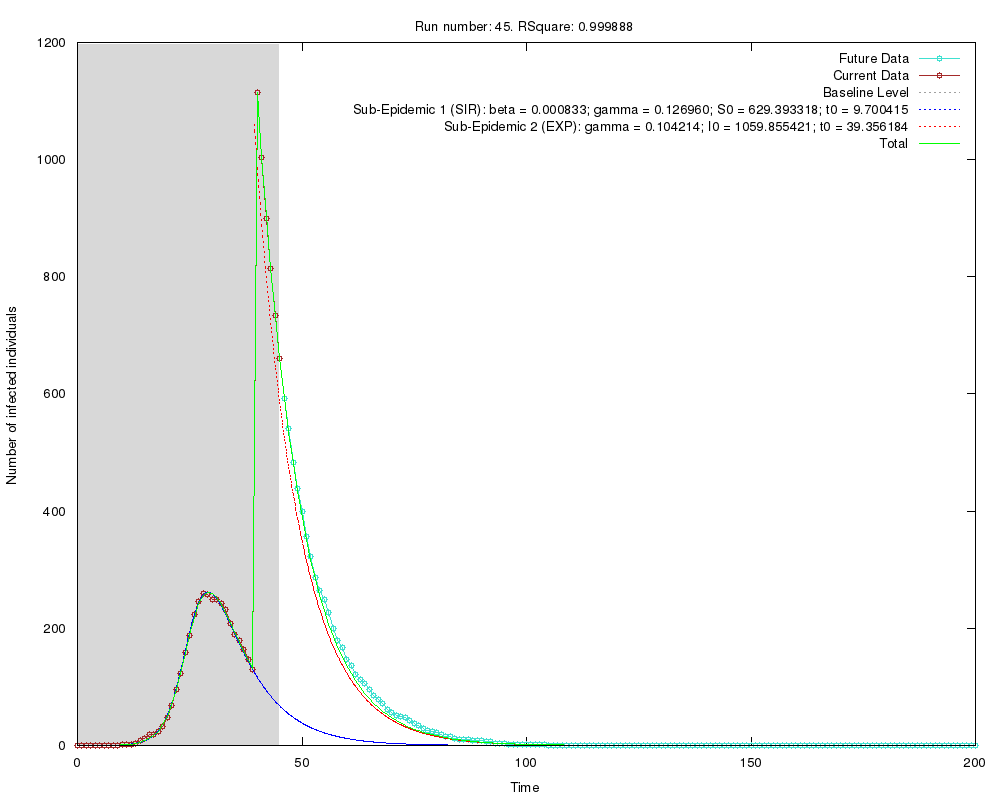 Run number: 45. RSquare: 0.999888
1200
1000
800
600
400
200
0
Number of infected individuals
Future Data
Current Data
Baseline Level
Sub-Epidemic 1 (SIR): beta = 0.000833; gamma = 0.126960; S0 = 629.393318; t0 = 9.700415
Sub-Epidemic 2 (EXP): gamma = 0.104214; I0 = 1059.855421; t0 = 39.356184
Total
0 50 100 150 200
Time